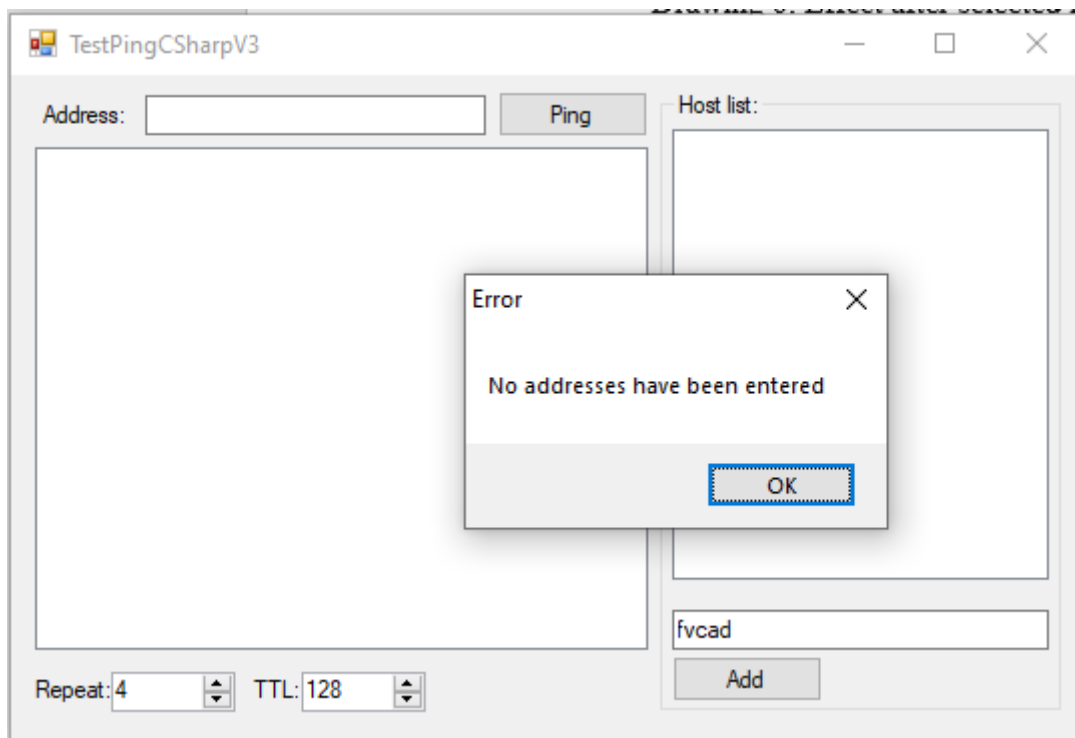 TestPingCSharpV3
Address:
Ping
Host list:
Error
No addresses have been entered
OK
fvcad
Add
Repeat: 4
TTL: 128